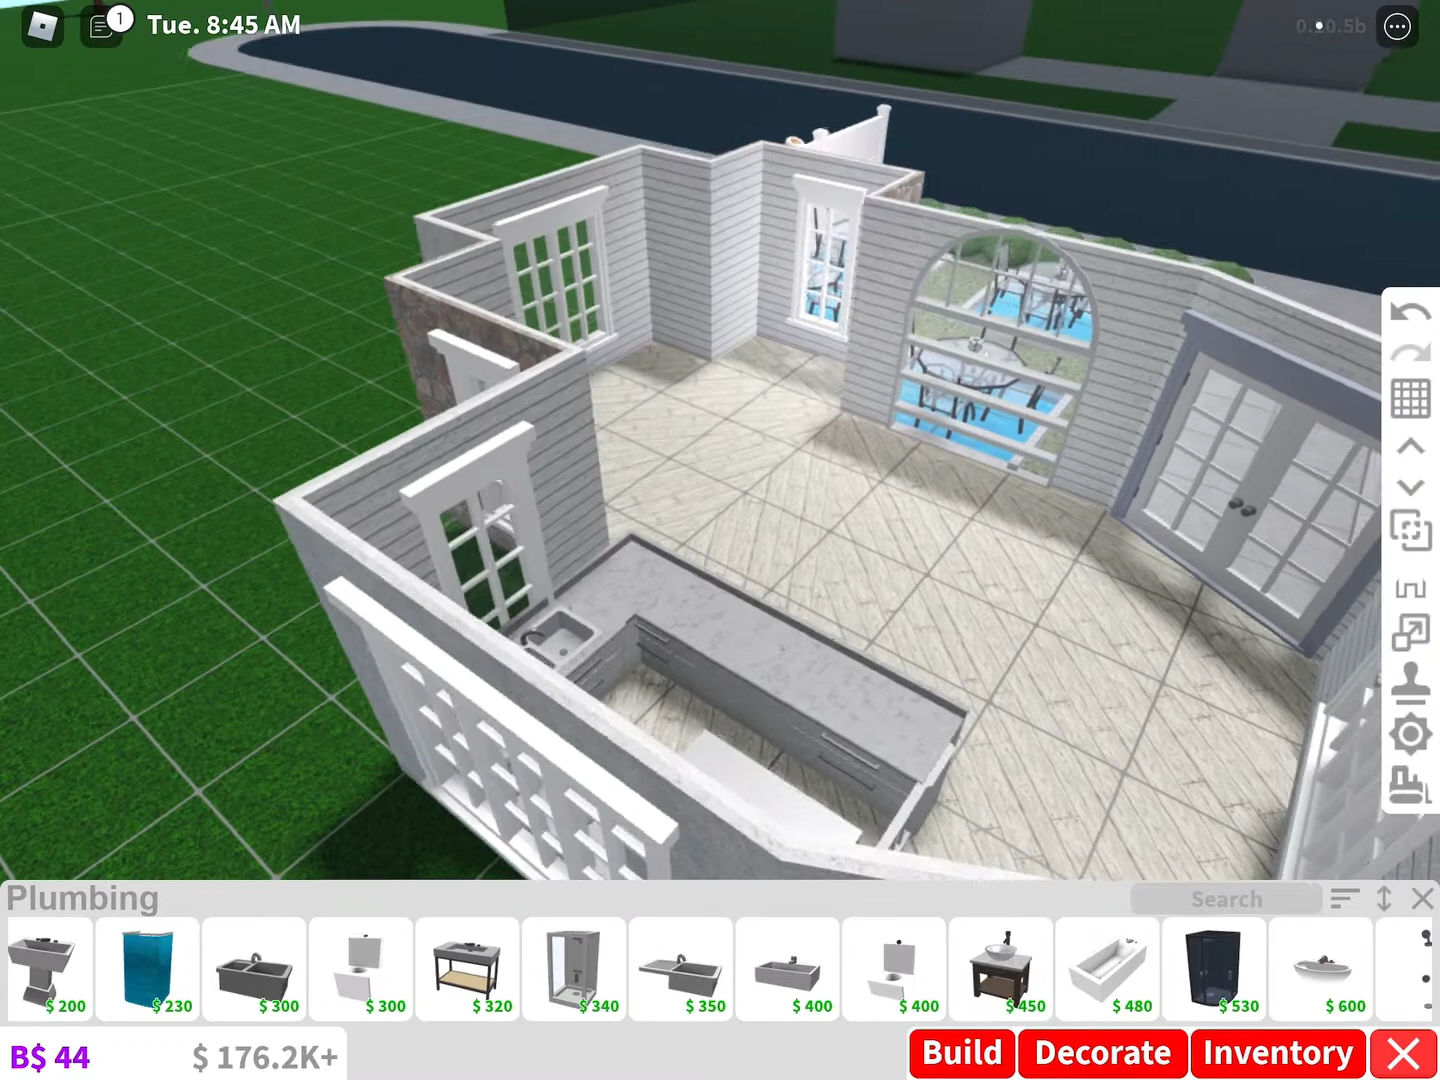 1
Tue. 8:45 AM
Plumbing
Search
$ 200
$ 230
$ 300
$ 300
$ 320
$ 340
$ 350
$ 400
$ 400
$ 450
$ 480
$ 530
$ 600
B$ 44
$ 176.2K+
Build
Decorate
Inventory